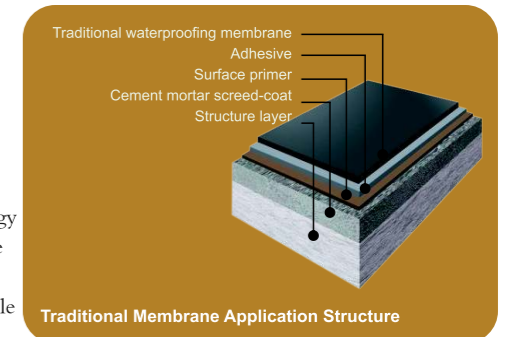 Traditional waterproofing membrane
Adhesive
Surface primer
Cement mortar screed-coat
Structure layer
Traditional Membrane Application Structure